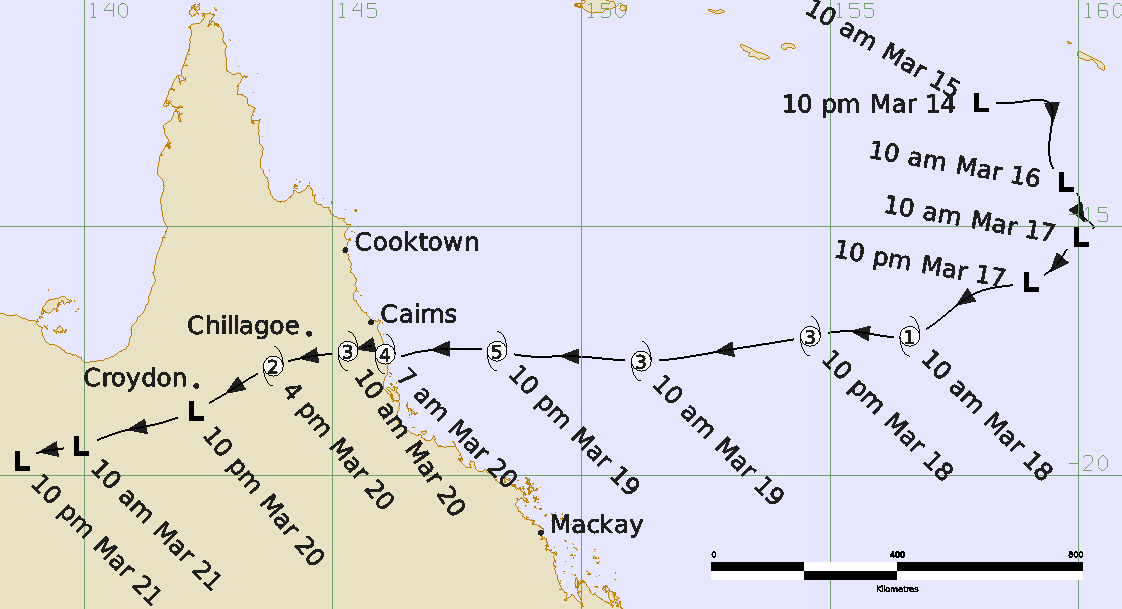 140
145
150
155
160
10 am Mar 15
10 pm Mar 14
L
10 am Mar 16
L
-15
10 am Mar 17
L
10 pm Mar 17
L
Cooktown
Cairns
Chillagoe
Croydon
1
10 am Mar 18
3
10 pm Mar 18
3
10 am Mar 19
5
10 pm Mar 19
4
7 am Mar 20
3
10 am Mar 20
2
4 pm Mar 20
L
10 pm Mar 20
L
10 am Mar 21
L
10 pm Mar 21
-20
Mackay
0 400 800
Kilometres